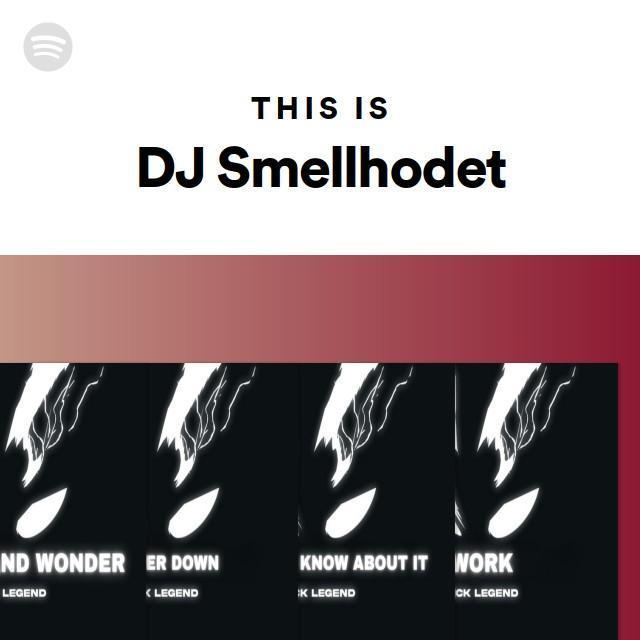 THIS IS
DJ Smellhodet
ND WONDER
ER DOWN
KNOW ABOUT IT
WORK
LEGEND
K LEGEND
CK LEGEND
CK LEGEND